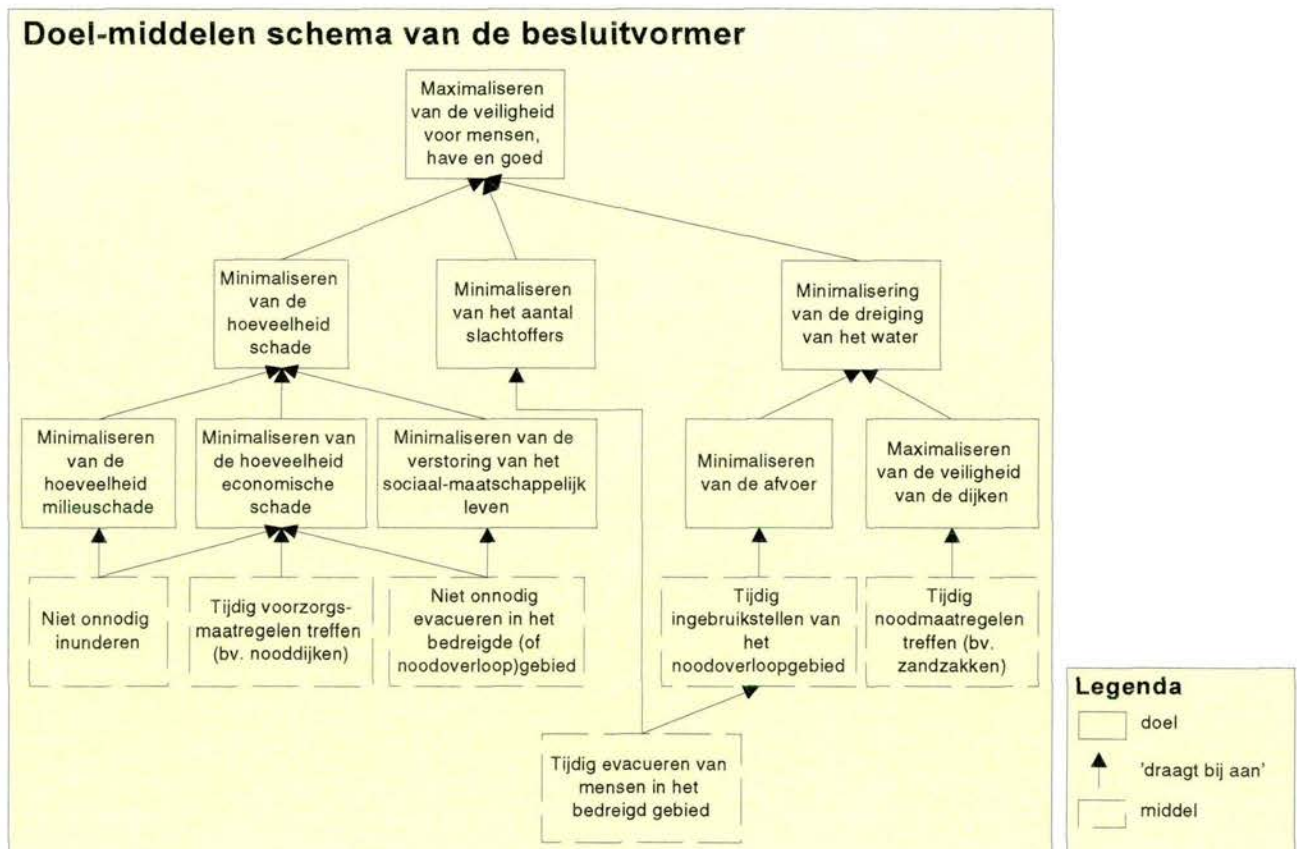 Doel-middelen schema van de besluitvormer
Maximaliseren
van de veiligheid
voor mensen,
have en goed
Minimaliseren
van de
hoeveelheid
schade
Minimaliseren
van het aantal
slachtoffers
Minimalisering
van de dreiging
van het water
Minimaliseren
van de
hoeveelheid
milieuschade
Minimaliseren van
de hoeveelheid
economische
schade
Minimaliseren van de
verstoring van het
sociaal-maatschappelijk
leven
Minimaliseren
van de afvoer
Maximaliseren
van de veiligheid
van de dijken
Niet onnodig
inunderen
Tijdig voorzorgs-
maatregelen treffen
(bv. nooddijken)
Niet onnodig
evacueren in het
bedreigde (of
noodoverloop)gebied
Tijdig
ingebruikstellen van
het
noodoverloopgebied
Tijdig
noodmaatregelen
treffen (bv.
zandzakken)
Tijdig evacueren van
mensen in het
bedreigd gebied
Legenda
doel
'draagt bij aan'
middel